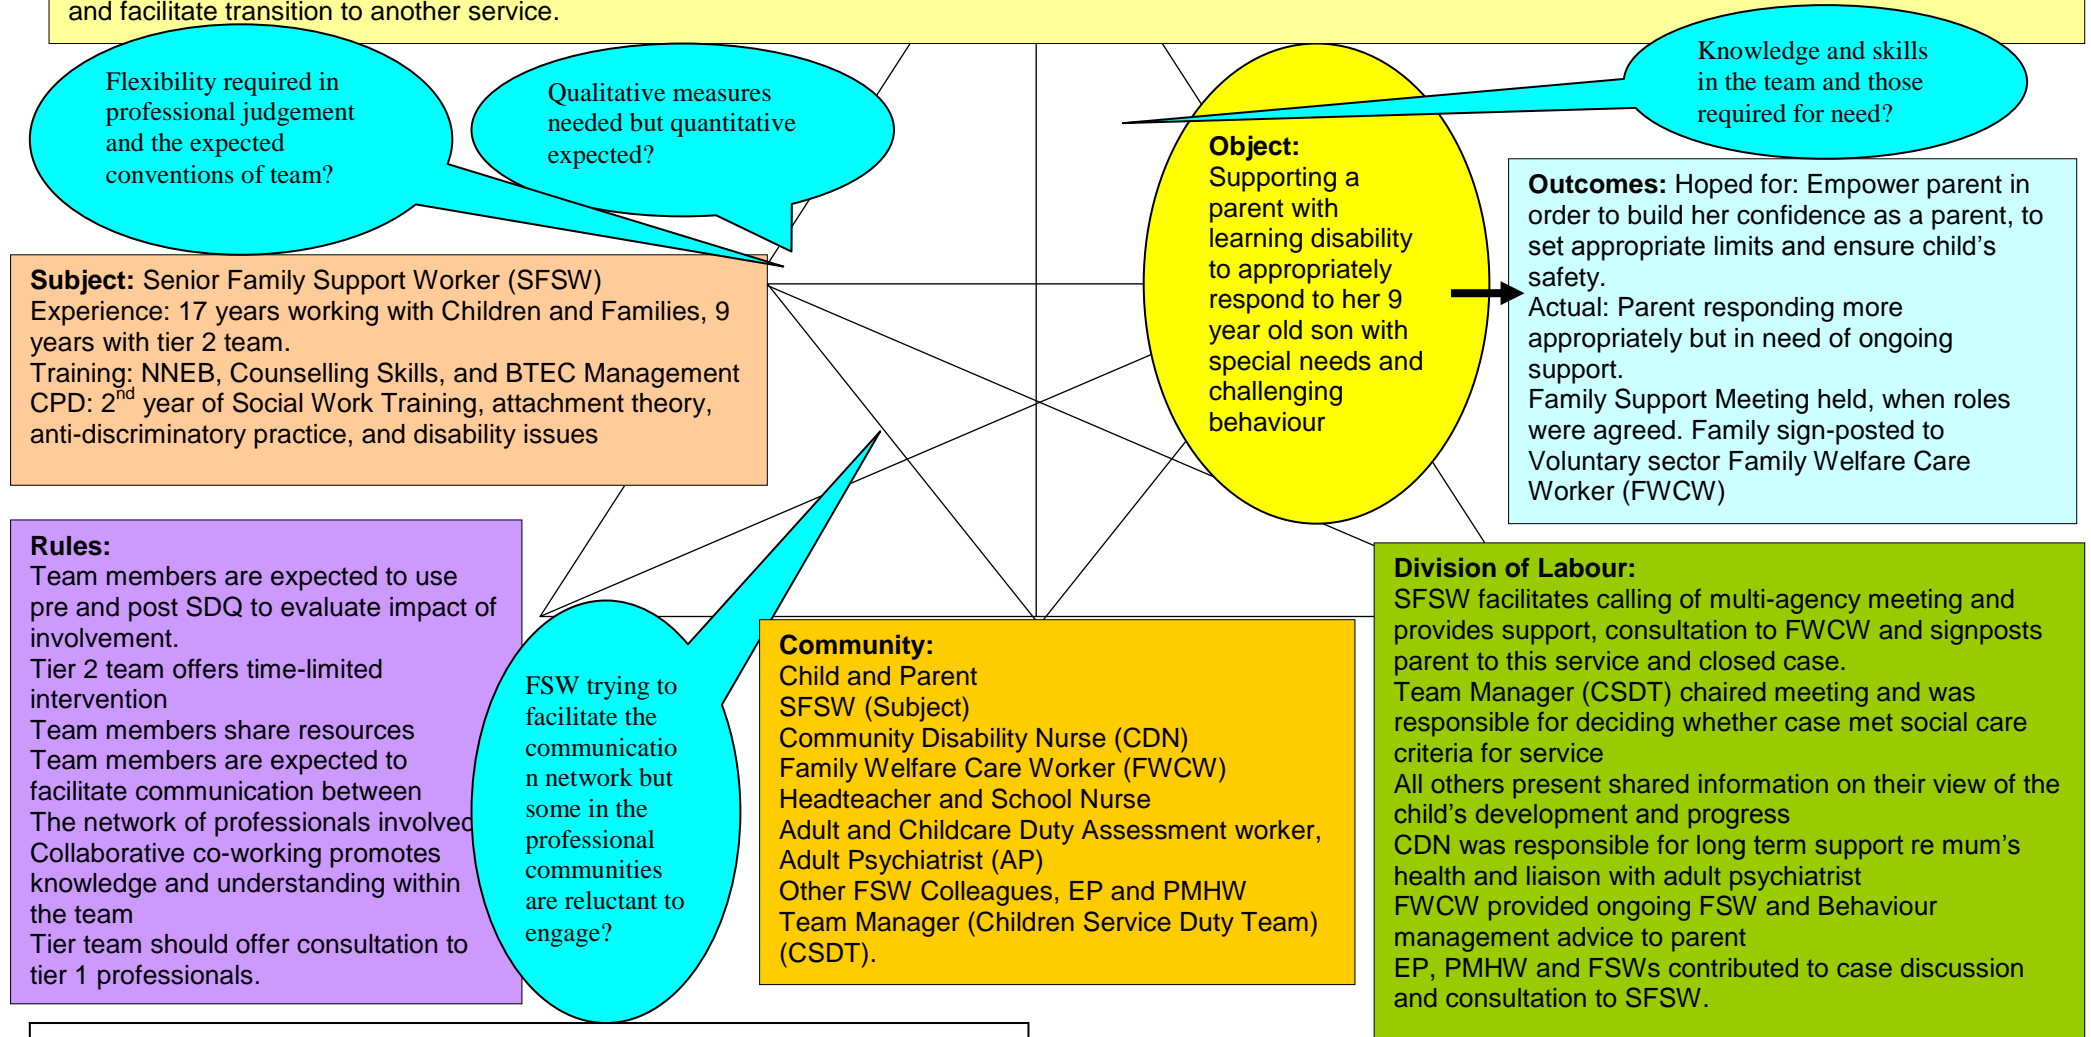 and facilitate transition to another service.
Flexibility required in
professional judgement
and the expected
conventions of team?
Qualitative measures
needed but quantitative
expected?
Knowledge and skills
in the team and those
required for need?
Object:
Supporting a
parent with
learning disability
to appropriately
respond to her 9
year old son with
special needs and
challenging
behaviour
Outcomes: Hoped for: Empower parent in
order to build her confidence as a parent, to
set appropriate limits and ensure child's
safety.
Actual: Parent responding more
appropriately but in need of ongoing
support.
Family Support Meeting held, when roles
were agreed. Family sign-posted to
Voluntary sector Family Welfare Care
Worker (FWCW)
Subject: Senior Family Support Worker (SFSW)
Experience: 17 years working with Children and Families, 9
years with tier 2 team.
Training: NNEB, Counselling Skills, and BTEC Management
CPD: 2nd year of Social Work Training, attachment theory,
anti-discriminatory practice, and disability issues
Rules:
Team members are expected to use
pre and post SDQ to evaluate impact of
involvement.
Tier 2 team offers time-limited
intervention
Team members share resources
Team members are expected to
facilitate communication between
The network of professionals involved
Collaborative co-working promotes
knowledge and understanding within
the team
Tier team should offer consultation to
tier 1 professionals.
FSW trying to
facilitate the
communicatio
n network but
some in the
professional
communities
are reluctant to
engage?
Community:
Child and Parent
SFSW (Subject)
Community Disability Nurse (CDN)
Family Welfare Care Worker (FWCW)
Headteacher and School Nurse
Adult and Childcare Duty Assessment worker,
Adult Psychiatrist (AP)
Other FSW Colleagues, EP and PMHW
Team Manager (Children Service Duty Team)
(CSDT).
Division of Labour:
SFSW facilitates calling of multi-agency meeting and
provides support, consultation to FWCW and signposts
parent to this service and closed case.
Team Manager (CSDT) chaired meeting and was
responsible for deciding whether case met social care
criteria for service
All others present shared information on their view of the
child's development and progress
CDN was responsible for long term support re mum's
health and liaison with adult psychiatrist
FWCW provided ongoing FSW and Behaviour
management advice to parent
EP, PMHW and FSWs contributed to case discussion
and consultation to SFSW.